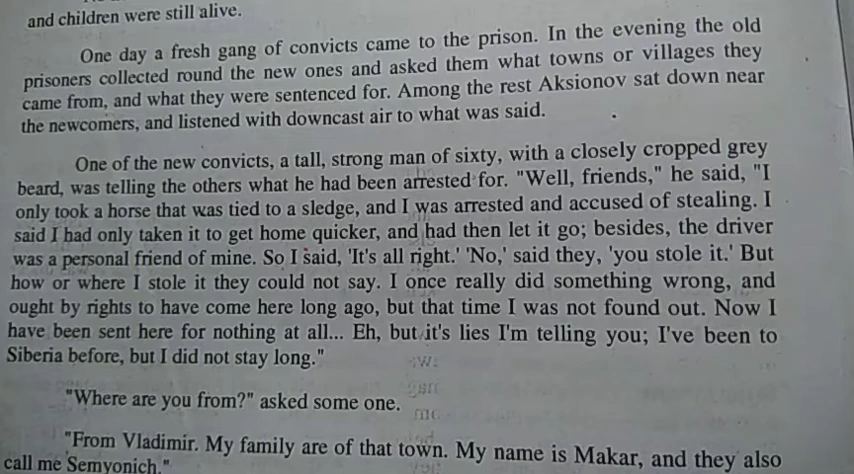 and children were still alive.
One day a fresh gang of convicts came to the prison. In the evening the old
prisoners collected round the new ones and asked them what towns or villages they
came from, and what they were sentenced for. Among the rest Aksionov sat down near
the newcomers, and listened with downcast air to what was said.
One of the new convicts, a tall, strong man of sixty, with a closely cropped grey
beard, was telling the others what he had been arrested for. "Well, friends," he said, "I
only took a horse that was tied to a sledge, and I was arrested and accused of stealing. I
said I had only taken it to get home quicker, and had then let it go; besides, the driver
was a personal friend of mine. So I said, 'It's all right.' 'No,' said they, 'you stole it.' But
how or where I stole it they could not say. I once really did something wrong, and
ought by rights to have come here long ago, but that time I was not found out. Now I
have been sent here for nothing at all... Eh, but it's lies I'm telling you; I've been to
Siberia before, but I did not stay long."
"Where are you from?" asked some one.
"From Vladimir. My family are of that town. My name is Makar, and they also
call me Semyonich."